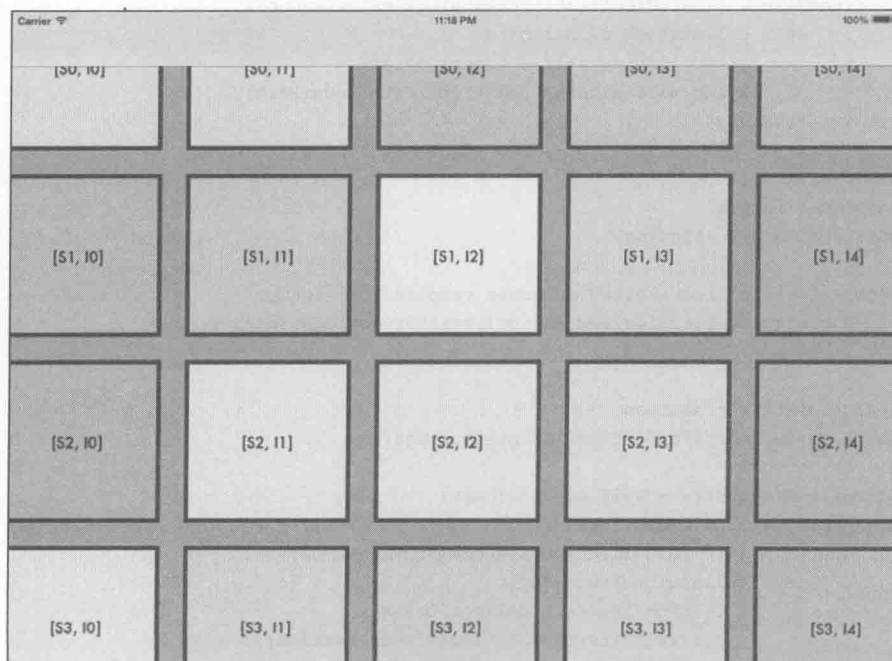 Carrier 11:18 PM 100%
[S0, I0] [S0, I1] [S0, I2] [S0, I3] [S0, I4]
[S1, I0] [S1, I1] [S1, I2] [S1, I3] [S1, I4]
[S2, I0] [S2, I1] [S2, I2] [S2, I3] [S2, I4]
[S3, I0] [S3, I1] [S3, I2] [S3, I3] [S3, I4]